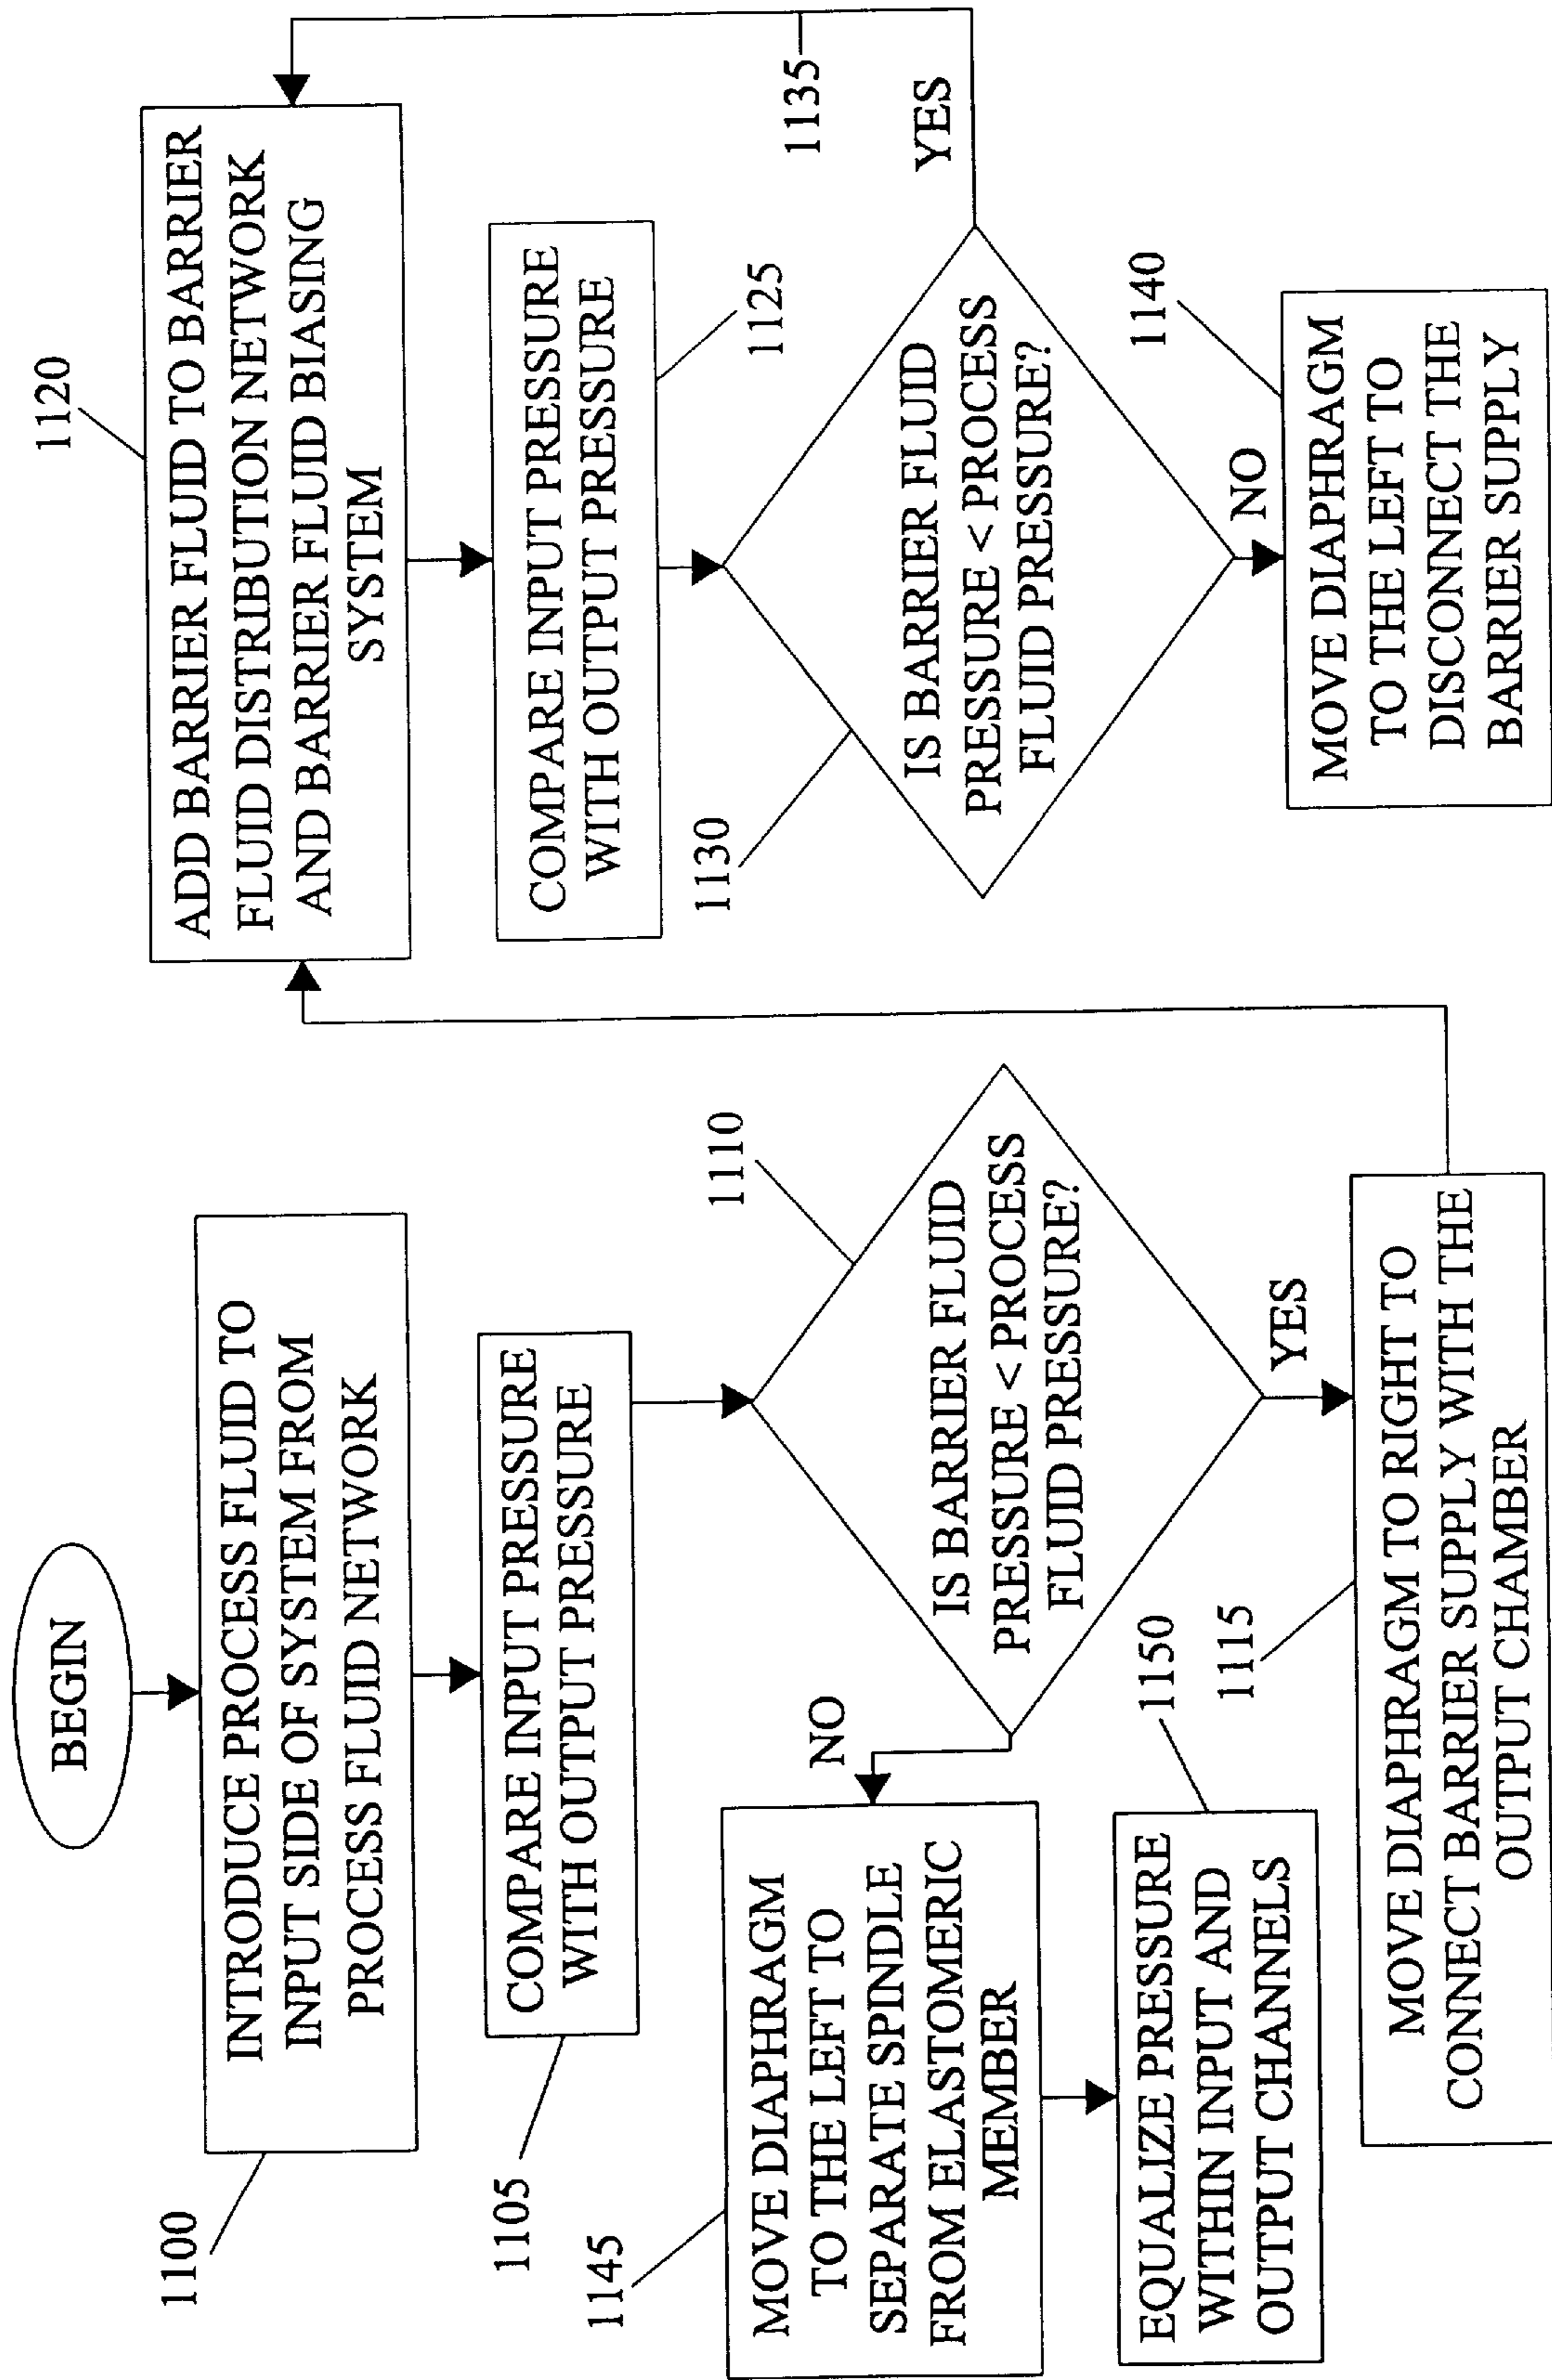 BEGIN
1100
INTRODUCE PROCESS FLUID TO
INPUT SIDE OF SYSTEM FROM
PROCESS FLUID NETWORK
1105
COMPARE INPUT PRESSURE
WITH OUTPUT PRESSURE
1110
IS BARRIER FLUID
PRESSURE < PROCESS
FLUID PRESSURE?
NO
YES
1145
MOVE DIAPHRAGM
TO THE LEFT TO
SEPARATE SPINDLE
FROM ELASTOMERIC
MEMBER
1150
EQUALIZE PRESSURE
WITHIN INPUT AND
OUTPUT CHANNELS
1115
MOVE DIAPHRAGM TO RIGHT TO
CONNECT BARRIER SUPPLY WITH THE
OUTPUT CHAMBER
1120
ADD BARRIER FLUID TO BARRIER
FLUID DISTRIBUTION NETWORK
AND BARRIER FLUID BIASING
SYSTEM
1125
COMPARE INPUT PRESSURE
WITH OUTPUT PRESSURE
1130
IS BARRIER FLUID
PRESSURE < PROCESS
FLUID PRESSURE?
YES
1135
NO
1140
MOVE DIAPHRAGM
TO THE LEFT TO
DISCONNECT THE
BARRIER SUPPLY